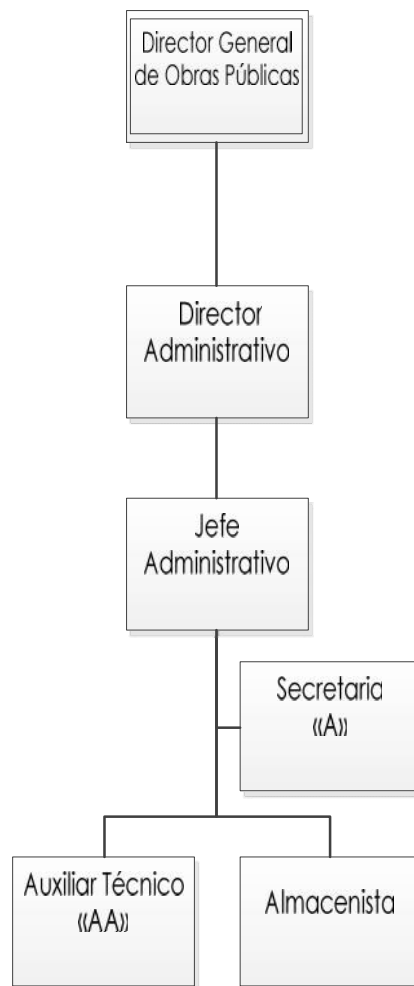 Director General
de Obras Públicas
Director
Administrativo
Jefe
Administrativo
Secretaria
«A»
Auxiliar Técnico
«AA»
Almacenista